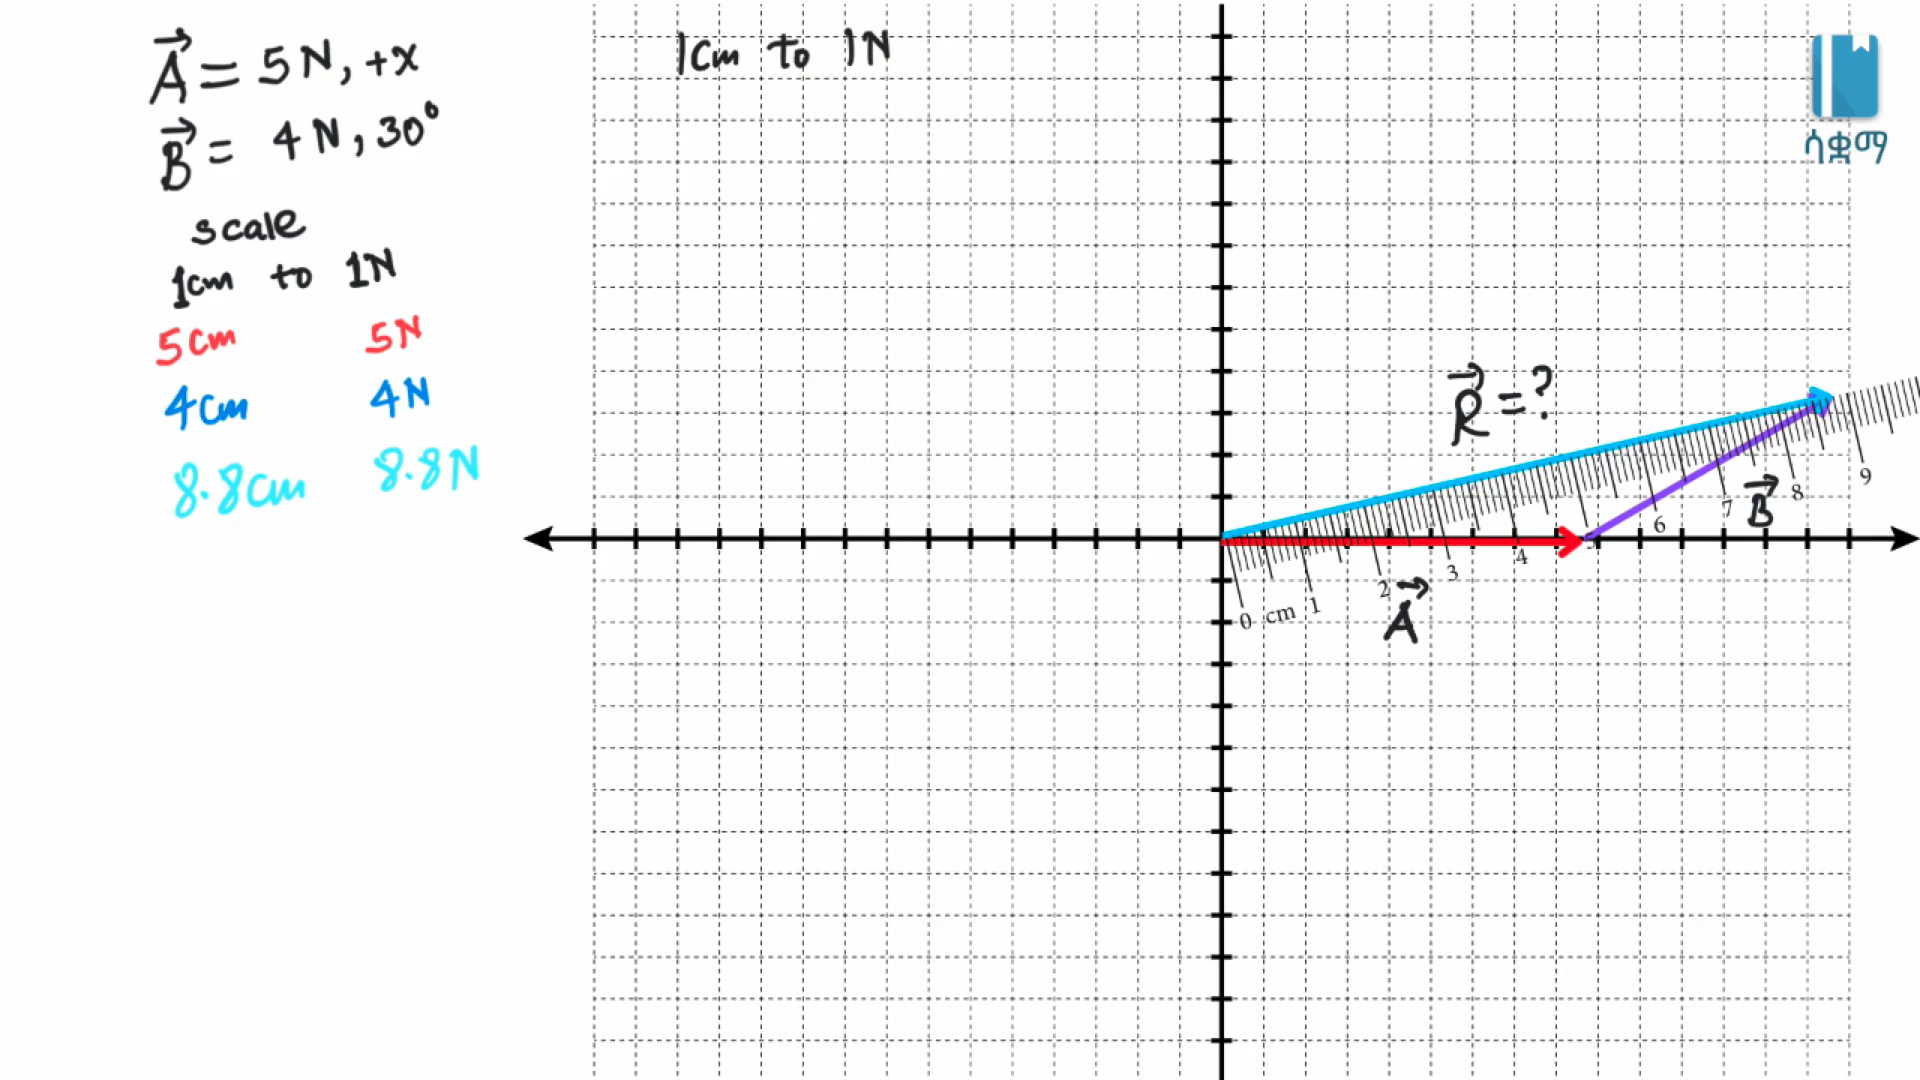 A = 5N, +x
B = 4N, 30°
scale
1cm to 1N
5cm 5N
4cm 4N
8.8cm 8.8N
1cm to 1N
R = ?
B
A
0 cm 1 2 3 4 5 6 7 8 9
ሳቋማ